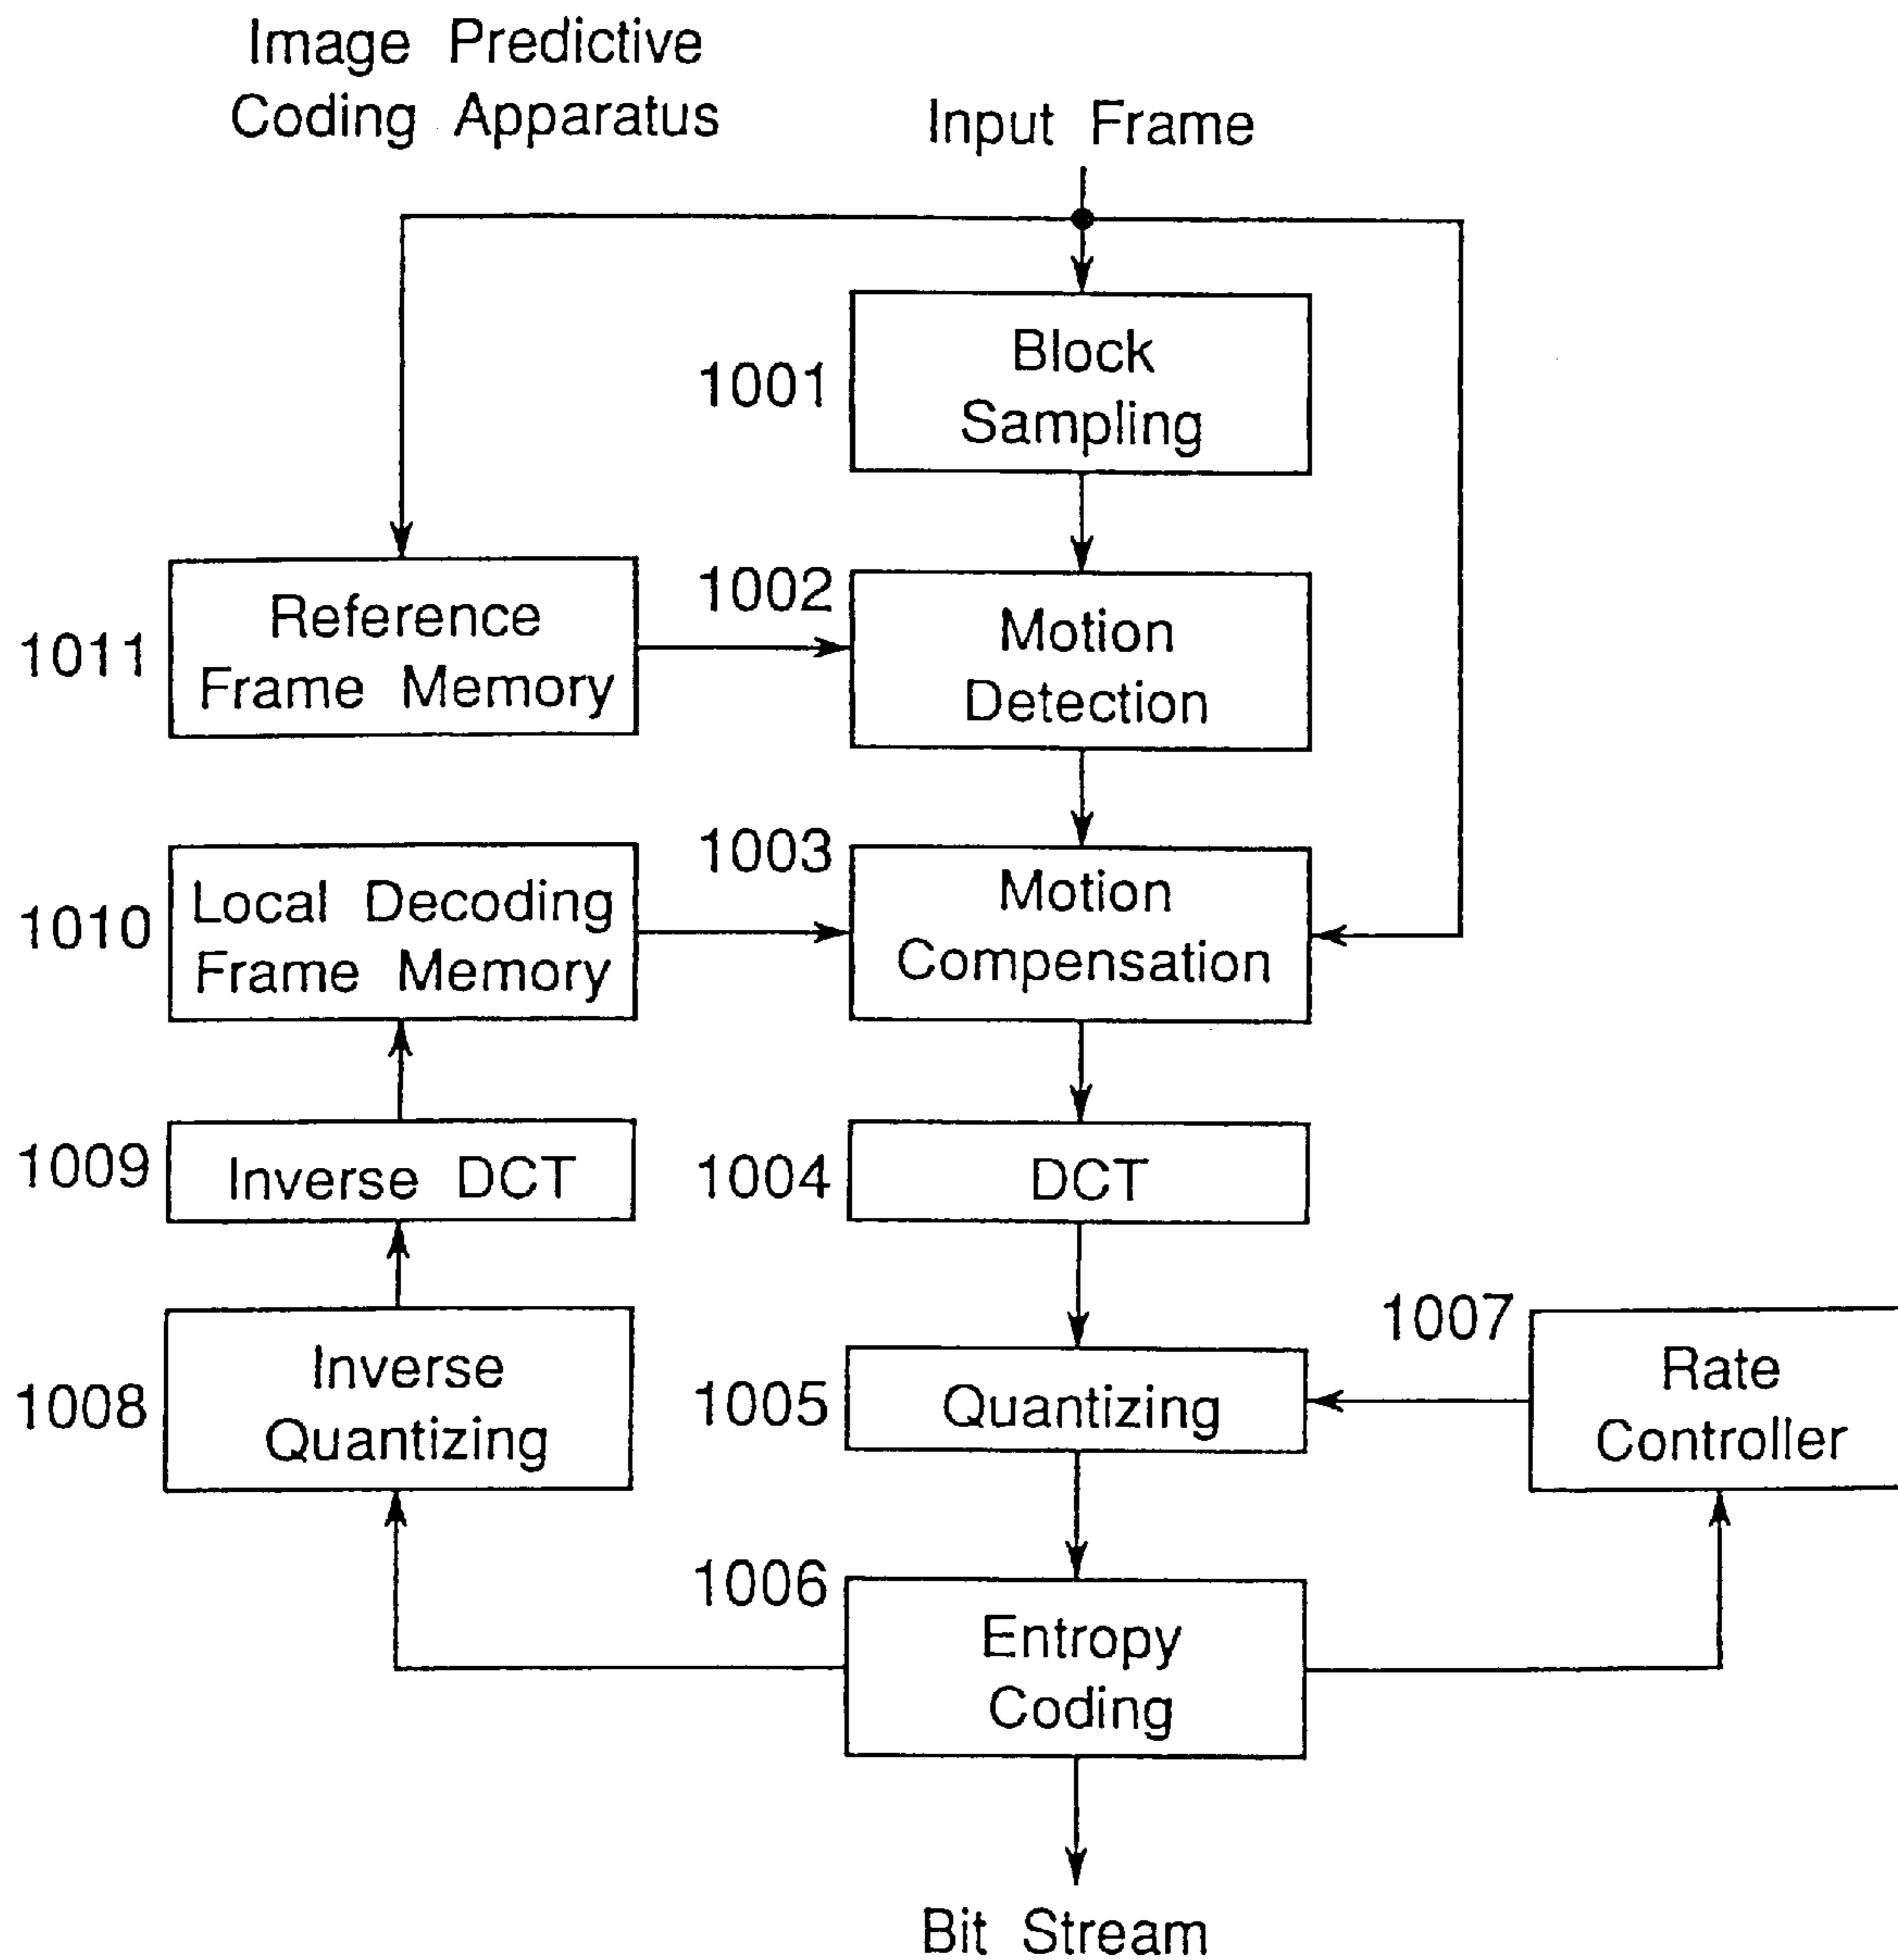 Image Predictive
Coding Apparatus
Input Frame
1001
Block
Sampling
1011
Reference
Frame Memory
1002
Motion
Detection
1010
Local Decoding
Frame Memory
1003
Motion
Compensation
1009
Inverse DCT
1004
DCT
1008
Inverse
Quantizing
1005
Quantizing
1007
Rate
Controller
1006
Entropy
Coding
Bit Stream